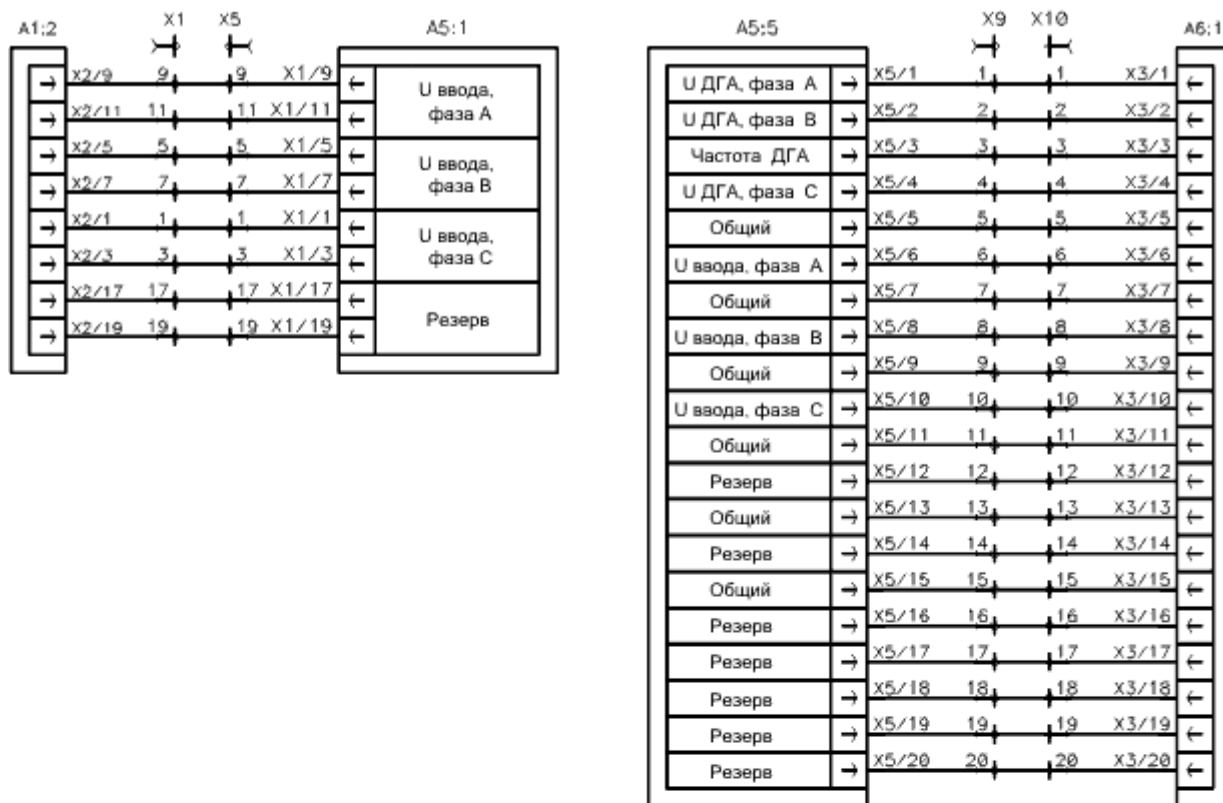 A1:2 X1 X5 A5:1
X2/9 9 9 X1/9
U ввода,
фаза А
X2/11 11 11 X1/11
X2/5 5 5 X1/5
U ввода,
фаза В
X2/7 7 7 X1/7
X2/1 1 1 X1/1
U ввода,
фаза С
X2/3 3 3 X1/3
X2/17 17 17 X1/17
Резерв
X2/19 19 19 X1/19
A5:5 X9 X10 A6:1
U ДГА, фаза А X5/1 1 1 X3/1
U ДГА, фаза В X5/2 2 2 X3/2
Частота ДГА X5/3 3 3 X3/3
U ДГА, фаза С X5/4 4 4 X3/4
Общий X5/5 5 5 X3/5
U ввода, фаза А X5/6 6 6 X3/6
Общий X5/7 7 7 X3/7
U ввода, фаза В X5/8 8 8 X3/8
Общий X5/9 9 9 X3/9
U ввода, фаза С X5/10 10 10 X3/10
Общий X5/11 11 11 X3/11
Резерв X5/12 12 12 X3/12
Общий X5/13 13 13 X3/13
Резерв X5/14 14 14 X3/14
Общий X5/15 15 15 X3/15
Резерв X5/16 16 16 X3/16
Резерв X5/17 17 17 X3/17
Резерв X5/18 18 18 X3/18
Резерв X5/19 19 19 X3/19
Резерв X5/20 20 20 X3/20